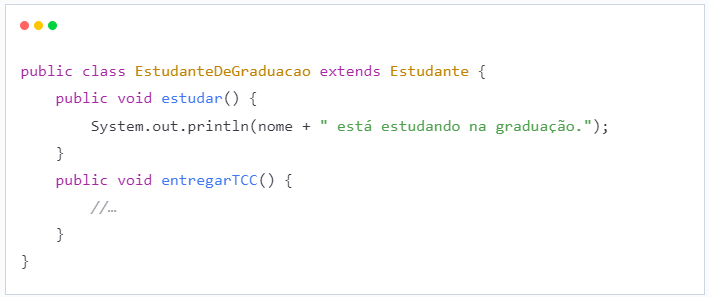 public class EstudanteDeGraduacao extends Estudante {
    public void estudar() {
        System.out.println(nome + " está estudando na graduação.");
    }
    public void entregarTCC() {
        //…
    }
}